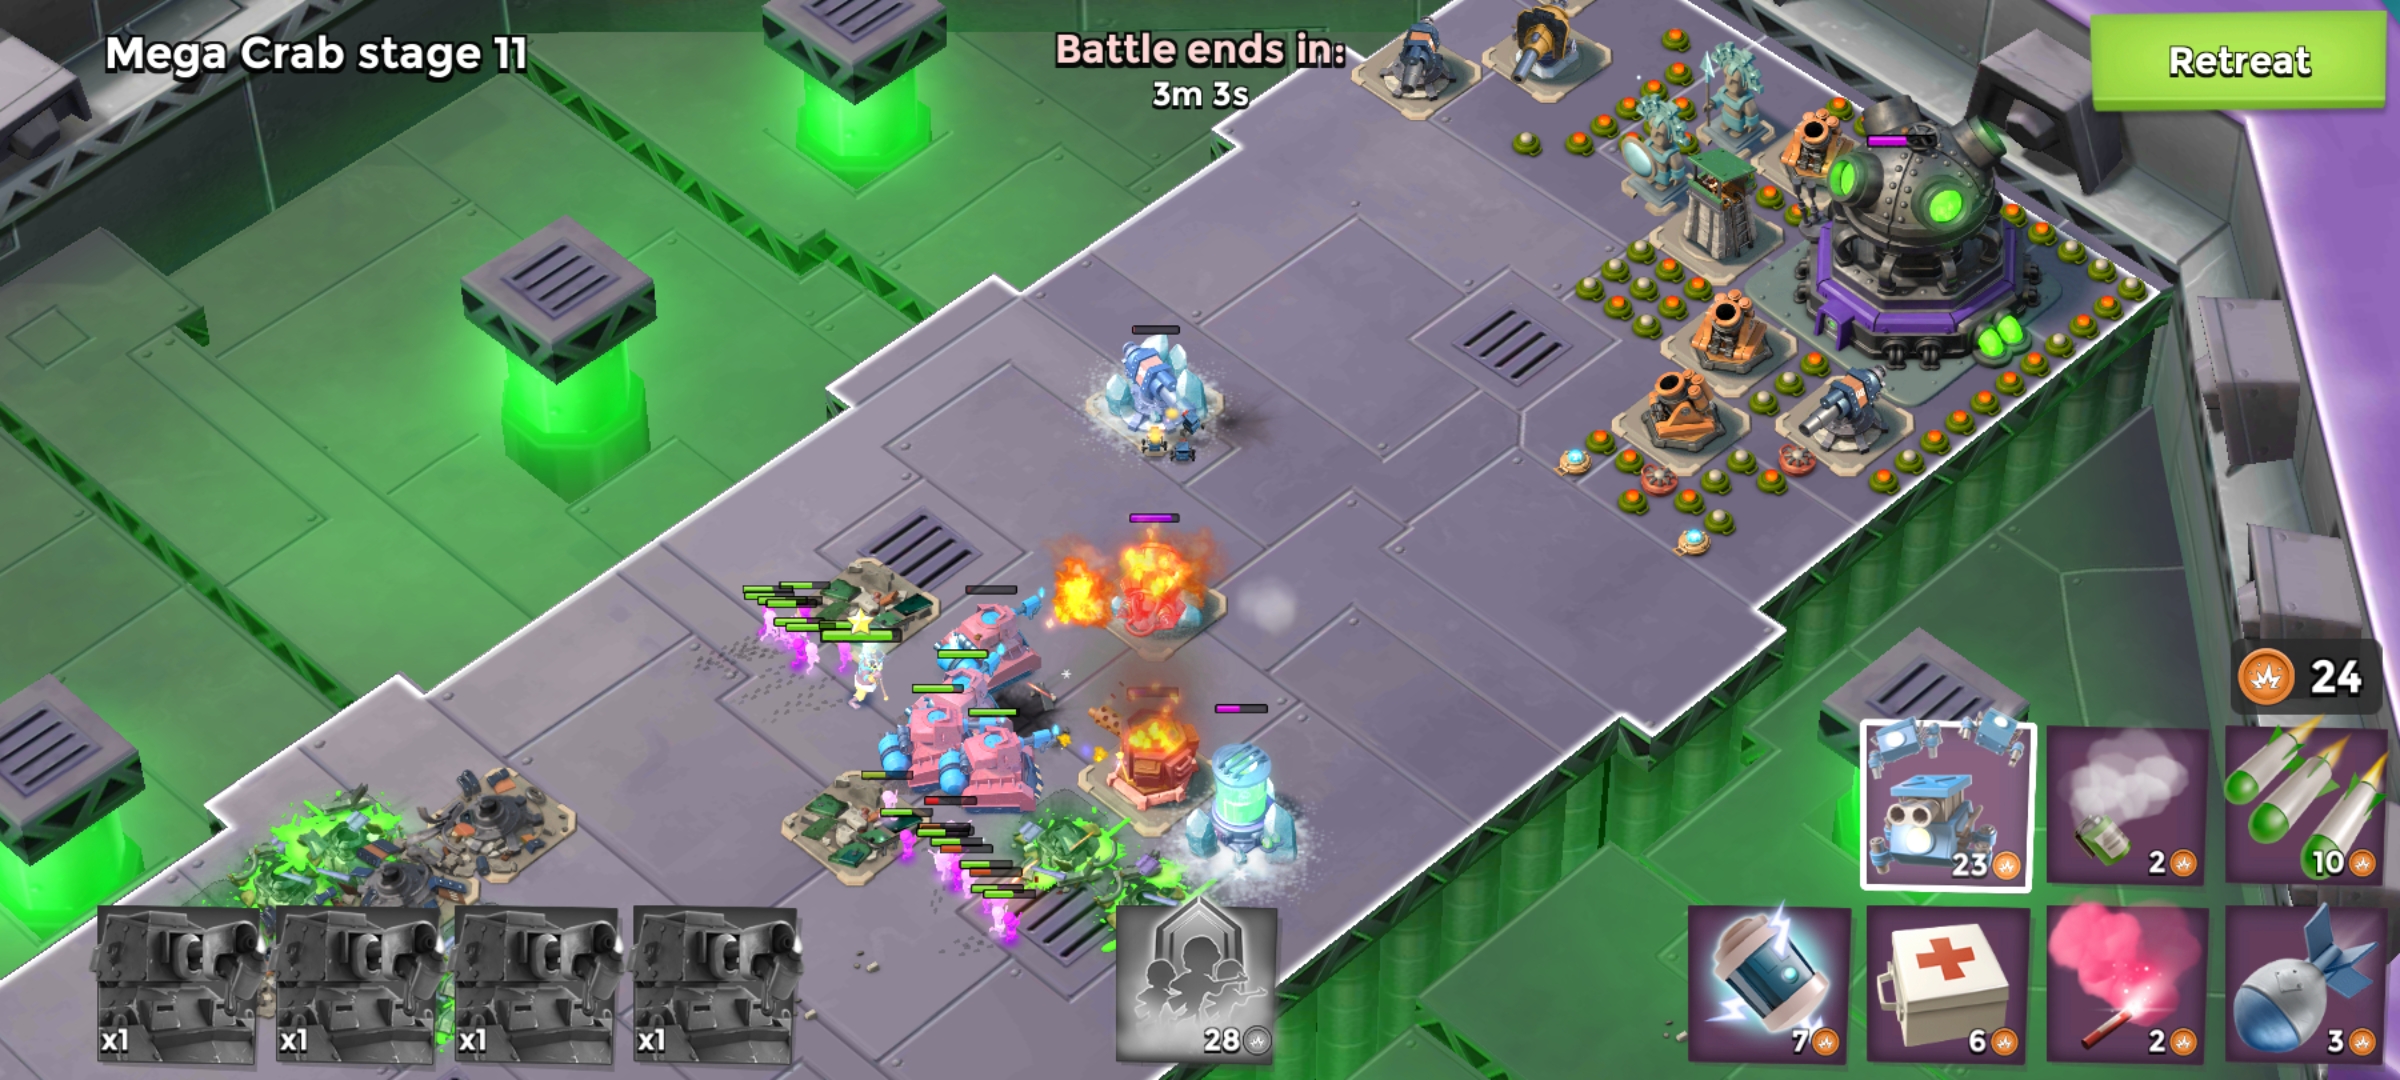 Mega Crab stage 11
Battle ends in:
3m 3s
Retreat
24
23
2
10
x1
x1
x1
x1
28
7
6
2
3